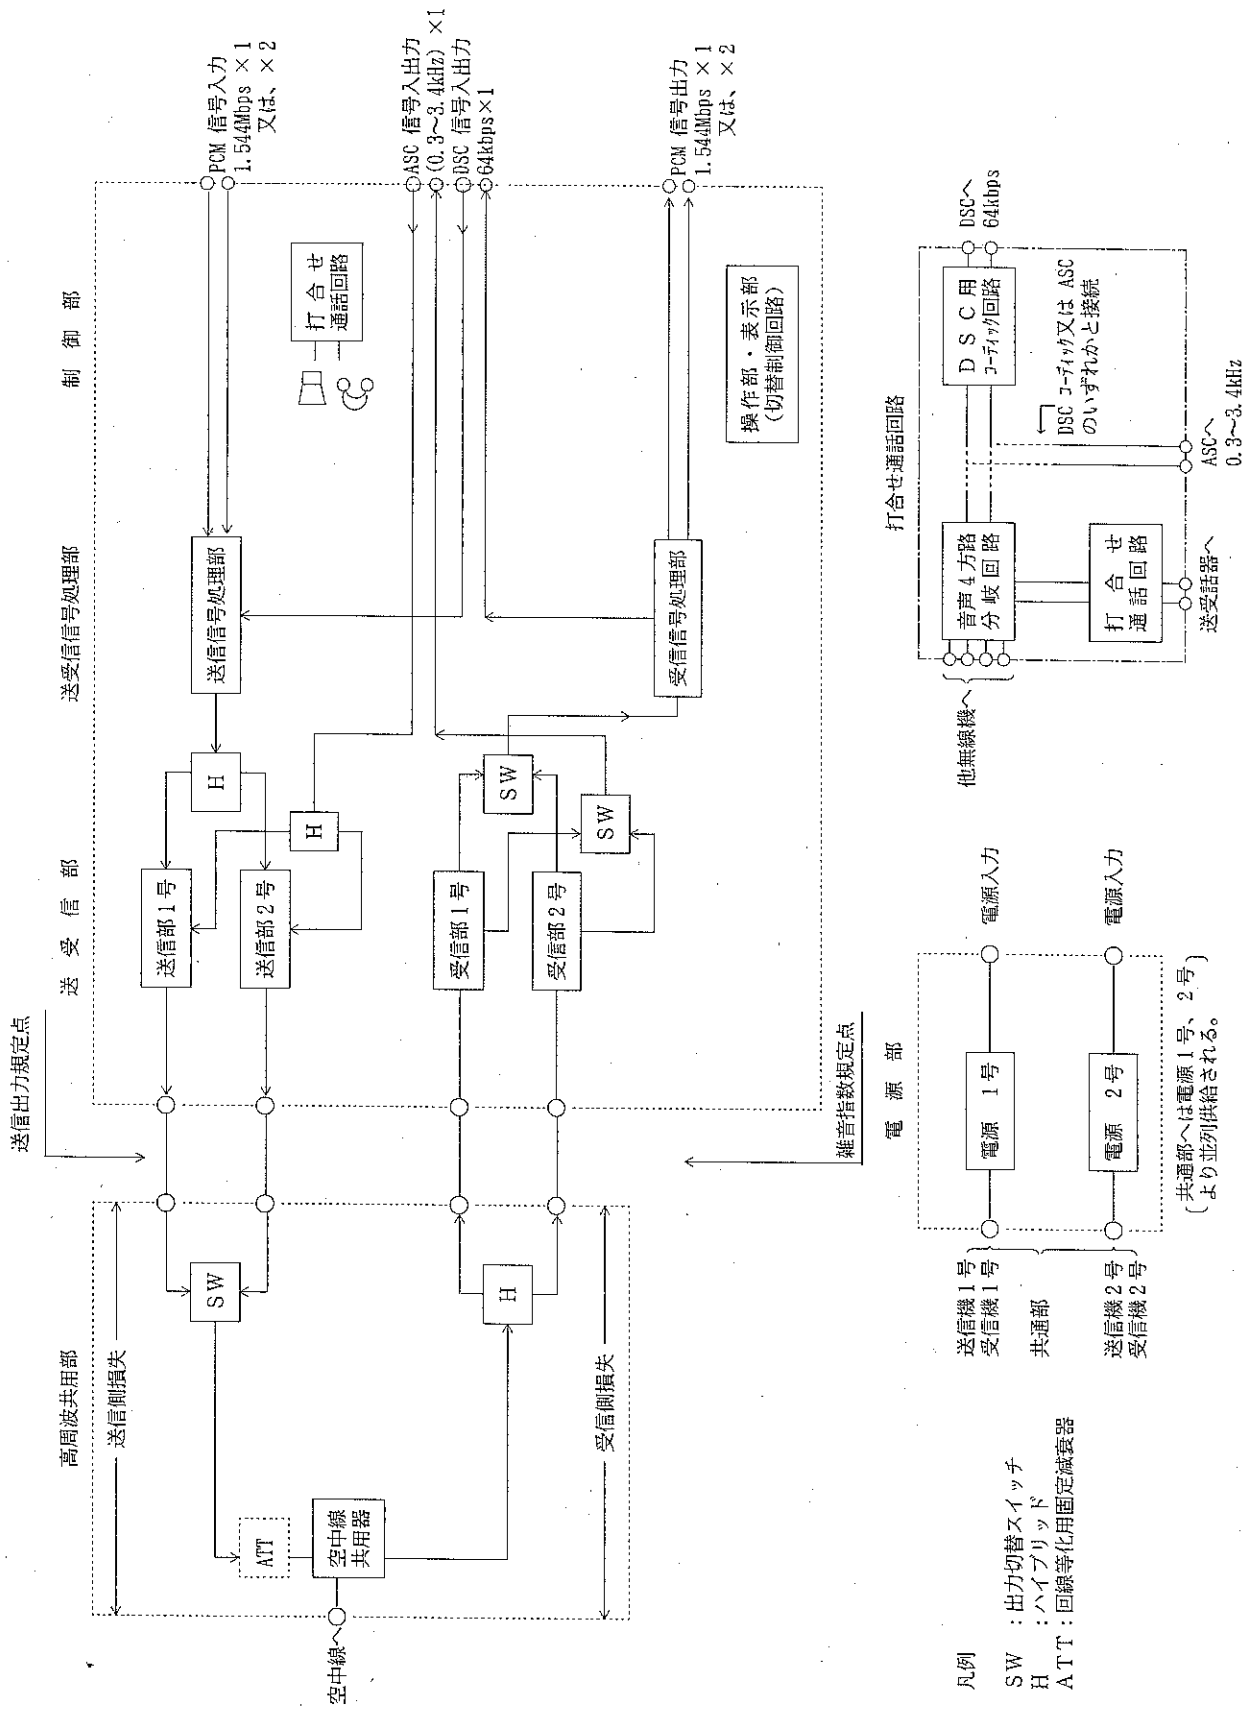 高周波共用部
送受信部
送受信信号処理部
制御部
送信出力規定点
送信側損失
受信側損失
空中線へ
ATT
空中線
共用器
SW
H
送信部1号
送信部2号
H
H
送信信号処理部
受信部1号
受信部2号
SW
SW
受信信号処理部
打合せ
通話回路
操作部・表示部
(切替制御回路)
PCM 信号入力
1.544Mbps ×1
又は、×2
ASC 信号入出力
(0.3〜3.4kHz) ×1
DSC 信号入出力
64kbps×1
PCM 信号出力
1.544Mbps ×1
又は、×2
雑音指数規定点
凡例
SW :出力切替スイッチ
H :ハイブリッド
ATT:回線等化用固定減衰器
電源部
送信機1号
受信機1号
共通部
送信機2号
受信機2号
電源 1号
電源 2号
電源入力
電源入力
(共通部へは電源1号、2号
より並列供給される。)
打合せ通話回路
他無線機へ
音声4方路
分岐回路
DSC用
コーディック回路
DSCへ
64kbps
DSC コーディック又は ASC
のいずれかと接続
打合せ
通話回路
送受話器へ
ASCへ
0.3〜3.4kHz